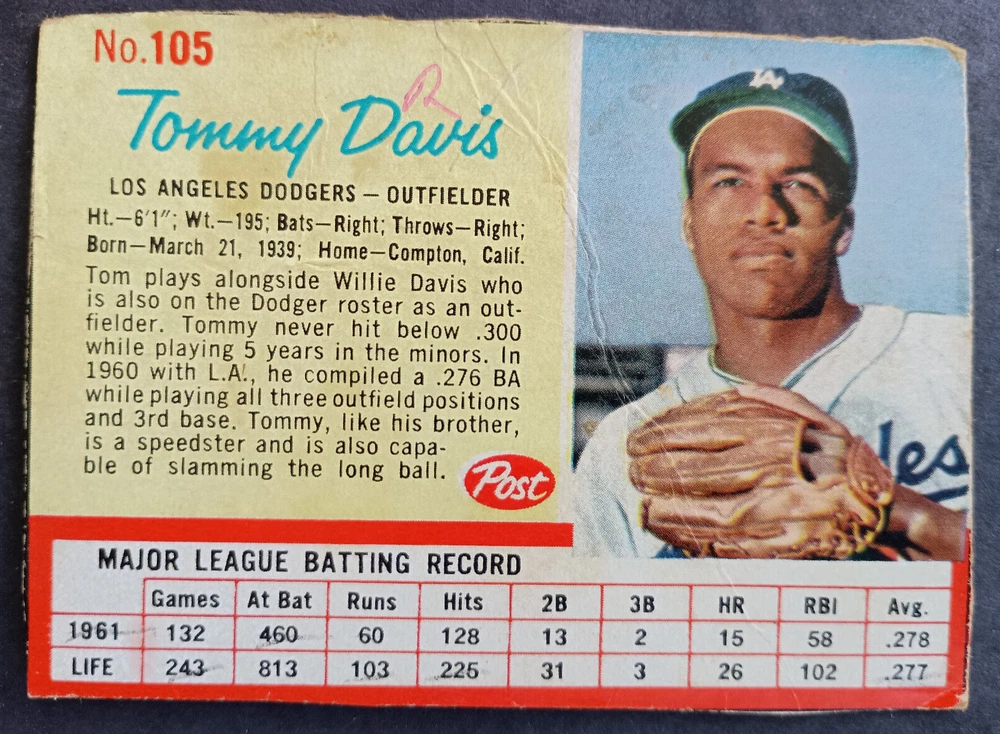 No.105
R
Tommy Davis
LOS ANGELES DODGERS — OUTFIELDER
Ht.—6'1"; Wt.—195; Bats—Right; Throws—Right;
Born—March 21, 1939; Home—Compton, Calif.
Tom plays alongside Willie Davis who
is also on the Dodger roster as an out-
fielder. Tommy never hit below .300
while playing 5 years in the minors. In
1960 with L.A., he compiled a .276 BA
while playing all three outfield positions
and 3rd base. Tommy, like his brother,
is a speedster and is also capa-
ble of slamming the long ball.
Post
LA
les
MAJOR LEAGUE BATTING RECORD
Games At Bat Runs Hits 2B 3B HR RBI Avg.
1961 132 460 60 128 13 2 15 58 .278
LIFE 243 813 103 225 31 3 26 102 .277